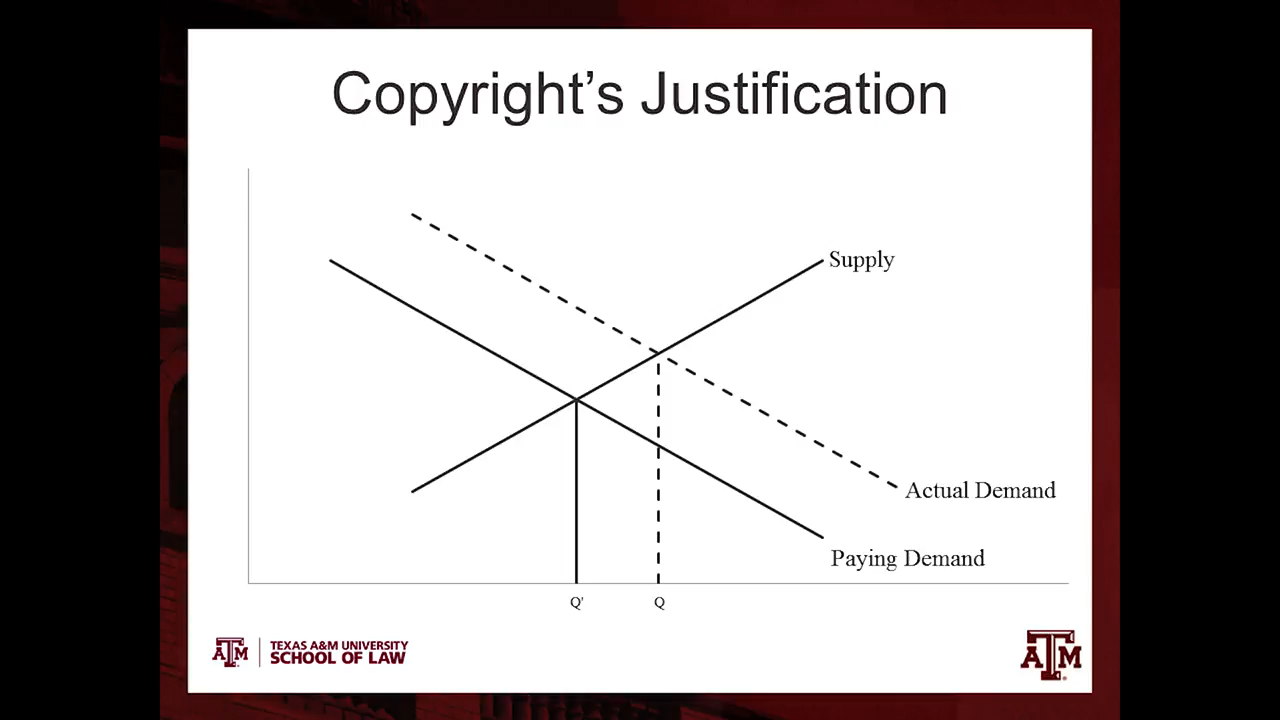 Copyright’s Justification
Supply
Actual Demand
Paying Demand
Q'
Q
TEXAS A&M UNIVERSITY
SCHOOL OF LAW